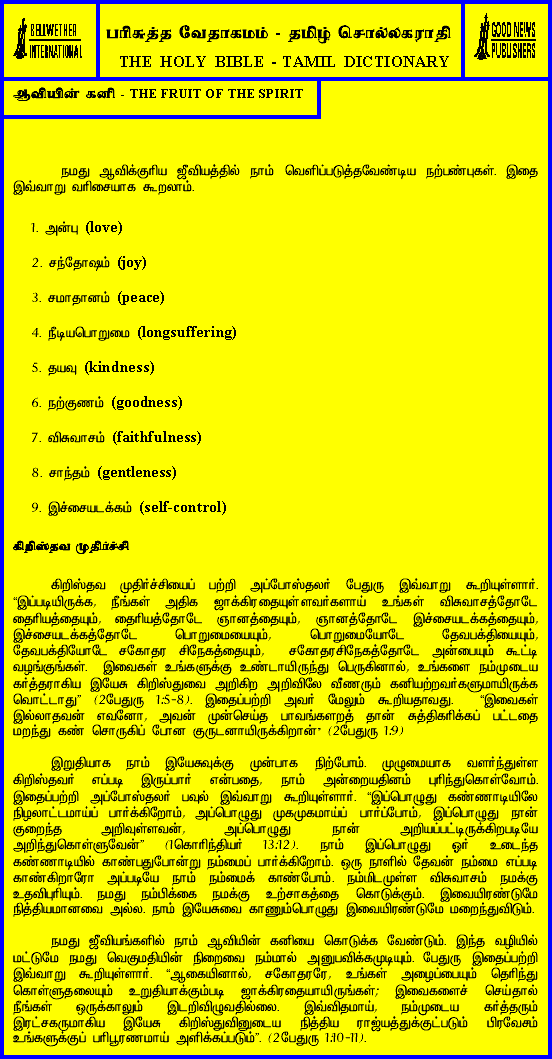 BELLWETHER
INTERNATIONAL
பரிசுத்த வேதாகமம் - தமிழ் சொல்லகராதி
THE HOLY BIBLE - TAMIL DICTIONARY
GOOD NEWS
PUBLISHERS
ஆவியின் கனி - THE FRUIT OF THE SPIRIT
நமது ஆவிக்குரிய ஜீவியத்தில் நாம் வெளிப்படுத்தவேண்டிய நற்பண்புகள். இதை
இவ்வாறு வரிசையாக கூறலாம்.
1. அன்பு (love)
2. சந்தோஷம் (joy)
3. சமாதானம் (peace)
4. நீடியபொறுமை (longsuffering)
5. தயவு (kindness)
6. நற்குணம் (goodness)
7. விசுவாசம் (faithfulness)
8. சாந்தம் (gentleness)
9. இச்சையடக்கம் (self-control)
கிறிஸ்தவ முதிர்ச்சி
கிறிஸ்தவ முதிர்ச்சியைப் பற்றி அப்போஸ்தலர் பேதுரு இவ்வாறு கூறியுள்ளார்.
“இப்படியிருக்க, நீங்கள் அதிக ஜாக்கிரதையுள்ளவர்களாய் உங்கள் விசுவாசத்தோடே
தைரியத்தையும், தைரியத்தோடே ஞானத்தையும், ஞானத்தோடே இச்சையடக்கத்தையும்,
இச்சையடக்கத்தோடே பொறுமையையும், பொறுமையோடே தேவபக்தியையும்,
தேவபக்தியோடே சகோதர சிநேகத்தையும், சகோதரசிநேகத்தோடே அன்பையும் கூட்டி
வழங்குங்கள். இவைகள் உங்களுக்கு உண்டாயிருந்து பெருகினால், உங்களை நம்முடைய
கர்த்தராகிய இயேசு கிறிஸ்துவை அறிகிற அறிவிலே வீணரும் கனியற்றவர்களுமாயிருக்க
வொட்டாது” (2பேதுரு 1:5-8). இதைப்பற்றி அவர் மேலும் கூறியதாவது. “இவைகள்
இல்லாதவன் எவனோ, அவன் முன்செய்த பாவங்களறத் தான் சுத்திகரிக்கப் பட்டதை
மறந்து கண் சொருகிப் போன குருடனாயிருக்கிறான்” (2பேதுரு 1:9)
இறுதியாக நாம் இயேசுவுக்கு முன்பாக நிற்போம். முழுமையாக வளர்ந்துள்ள
கிறிஸ்தவர் எப்படி இருப்பார் என்பதை, நாம் அன்றையதினம் புரிந்துகொள்வோம்.
இதைப்பற்றி அப்போஸ்தலர் பவுல் இவ்வாறு கூறியுள்ளார். “இப்பொழுது கண்ணாடியிலே
நிழலாட்டமாய்ப் பார்க்கிறோம், அப்பொழுது முகமுகமாய்ப் பார்ப்போம், இப்பொழுது நான்
குறைந்த அறிவுள்ளவன், அப்பொழுது நான் அறியப்பட்டிருக்கிறபடியே
அறிந்துகொள்ளுவேன்” (1கொரிந்தியர் 13:12). நாம் இப்பொழுது ஓர் உடைந்த
கண்ணாடியில் காண்பதுபோன்று நம்மைப் பார்க்கிறோம். ஒரு நாளில் தேவன் நம்மை எப்படி
காண்கிறாரோ அப்படியே நாம் நம்மைக் காண்போம். நம்மிடமுள்ள விசுவாசம் நமக்கு
உதவிபுரியும். நமது நம்பிக்கை நமக்கு உற்சாகத்தை கொடுக்கும். இவையிரண்டுமே
நித்தியமானவை அல்ல. நாம் இயேசுவை காணும்பொழுது இவையிரண்டுமே மறைந்துவிடும்.
நமது ஜீவியங்களில் நாம் ஆவியின் கனியை கொடுக்க வேண்டும். இந்த வழியில்
மட்டுமே நமது வெகுமதியின் நிறைவை நம்மால் அனுபவிக்கமுடியும். பேதுரு இதைப்பற்றி
இவ்வாறு கூறியுள்ளார். “ஆகையினால், சகோதரரே, உங்கள் அழைப்பையும் தெரிந்து
கொள்ளுதலையும் உறுதியாக்கும்படி ஜாக்கிரதையாயிருங்கள்; இவைகளைச் செய்தால்
நீங்கள் ஒருக்காலும் இடறிவிழுவதில்லை. இவ்விதமாய், நம்முடைய கர்த்தரும்
இரட்சகருமாகிய இயேசு கிறிஸ்துவினுடைய நித்திய ராஜ்யத்துக்குட்படும் பிரவேசம்
உங்களுக்குப் பரிபூரணமாய் அளிக்கப்படும்”. (2பேதுரு 1:10-11).